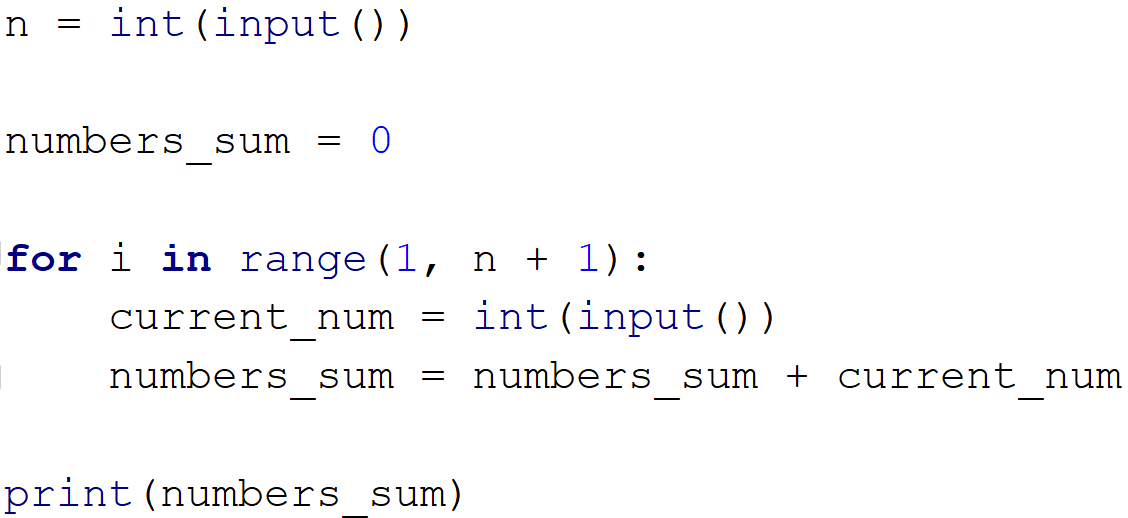 n = int(input())
numbers_sum = 0
for i in range(1, n + 1):
    current_num = int(input())
    numbers_sum = numbers_sum + current_num
print(numbers_sum)